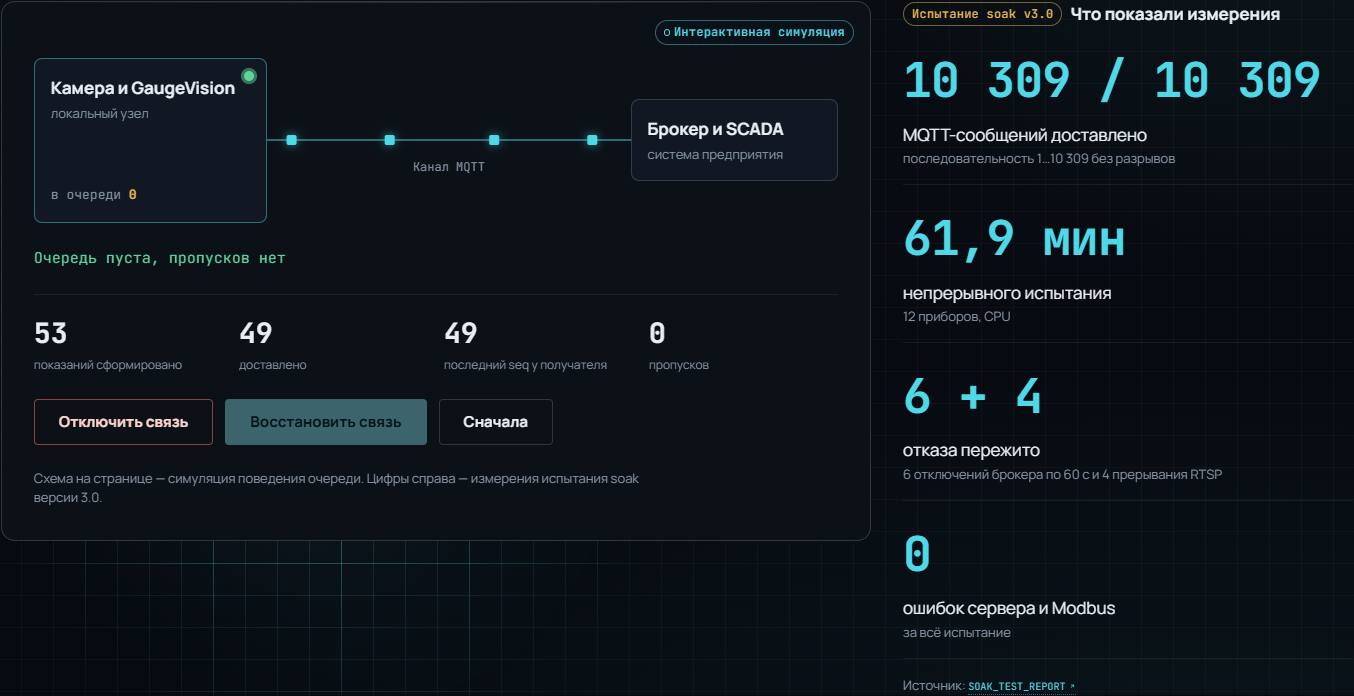 Интерактивная симуляция
Камера и GaugeVision
локальный узел
в очереди 0
Канал MQTT
Брокер и SCADA
система предприятия
Очередь пуста, пропусков нет
53
показаний сформировано
49
доставлено
49
последний seq у получателя
0
пропусков
Отключить связь
Восстановить связь
Сначала
Схема на странице — симуляция поведения очереди. Цифры справа — измерения испытания soak
версии 3.0.
Испытание soak v3.0 Что показали измерения
10 309 / 10 309
MQTT-сообщений доставлено
последовательность 1…10 309 без разрывов
61,9 мин
непрерывного испытания
12 приборов, CPU
6 + 4
отказа пережито
6 отключений брокера по 60 с и 4 прерывания RTSP
0
ошибок сервера и Modbus
за всё испытание
Источник: SOAK_TEST_REPORT ↗